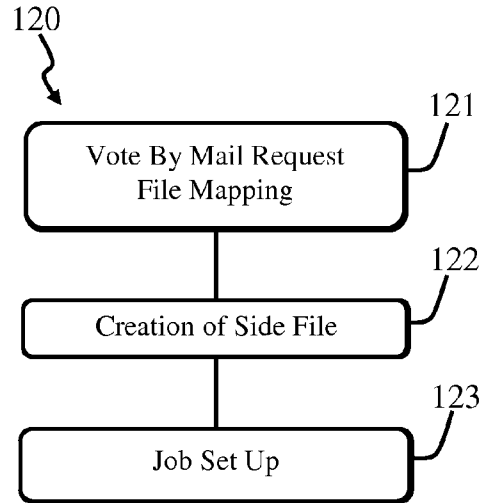 120
121
Vote By Mail Request
File Mapping
122
Creation of Side File
123
Job Set Up